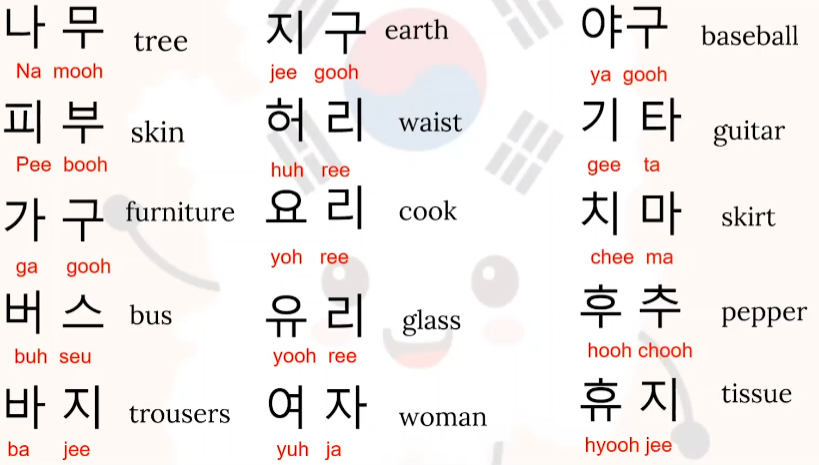 나 무 tree
Na mooh
피 부 skin
Pee booh
가 구 furniture
ga gooh
버 스 bus
buh seu
바 지 trousers
ba jee
지 구 earth
jee gooh
허 리 waist
huh ree
요 리 cook
yoh ree
유 리 glass
yooh ree
여 자 woman
yuh ja
야구 baseball
ya gooh
기 타 guitar
gee ta
치 마 skirt
chee ma
후 추 pepper
hooh chooh
휴 지 tissue
hyooh jee